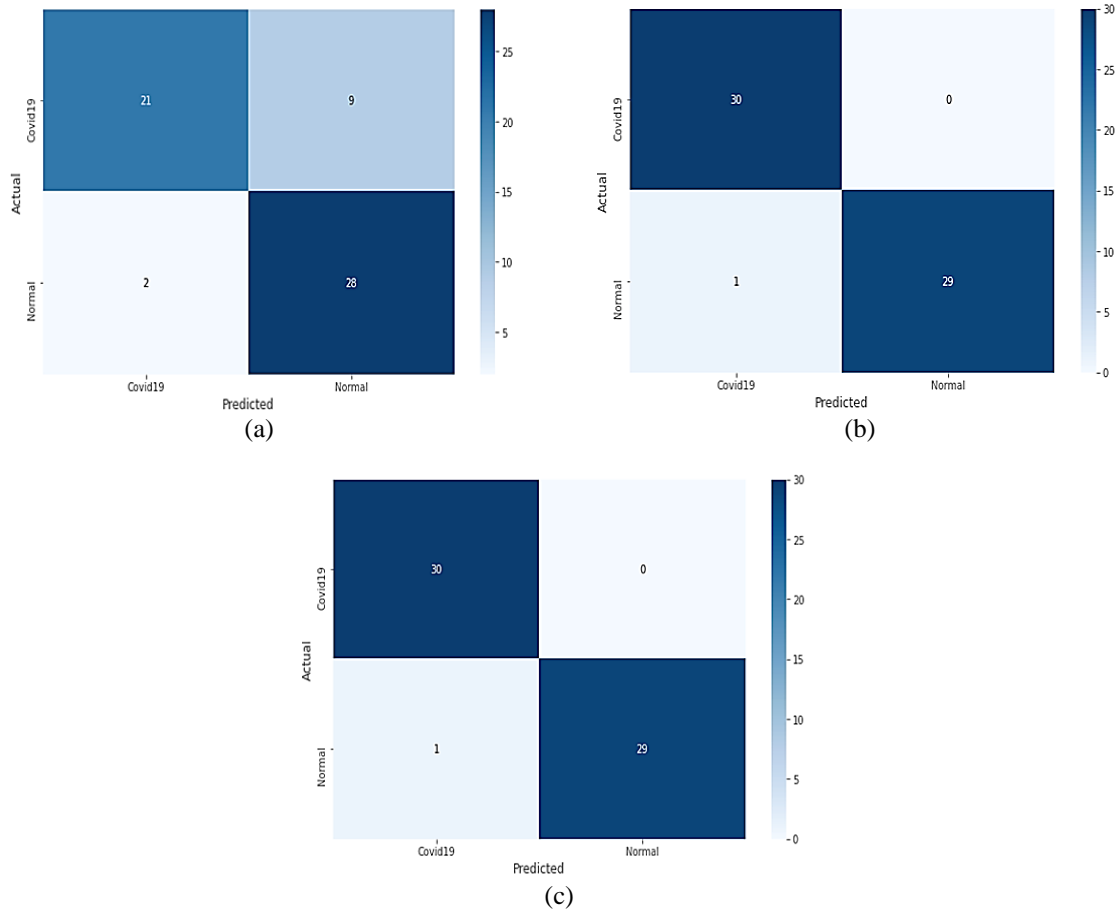 21 9
2 28
Covid19
Normal
Actual
Covid19 Normal
Predicted
25
20
15
10
5
(a)
30 0
1 29
Covid19
Normal
Actual
Covid19 Normal
Predicted
30
25
20
15
10
5
0
(b)
30 0
1 29
Covid19
Normal
Actual
Covid19 Normal
Predicted
30
25
20
15
10
5
0
(c)